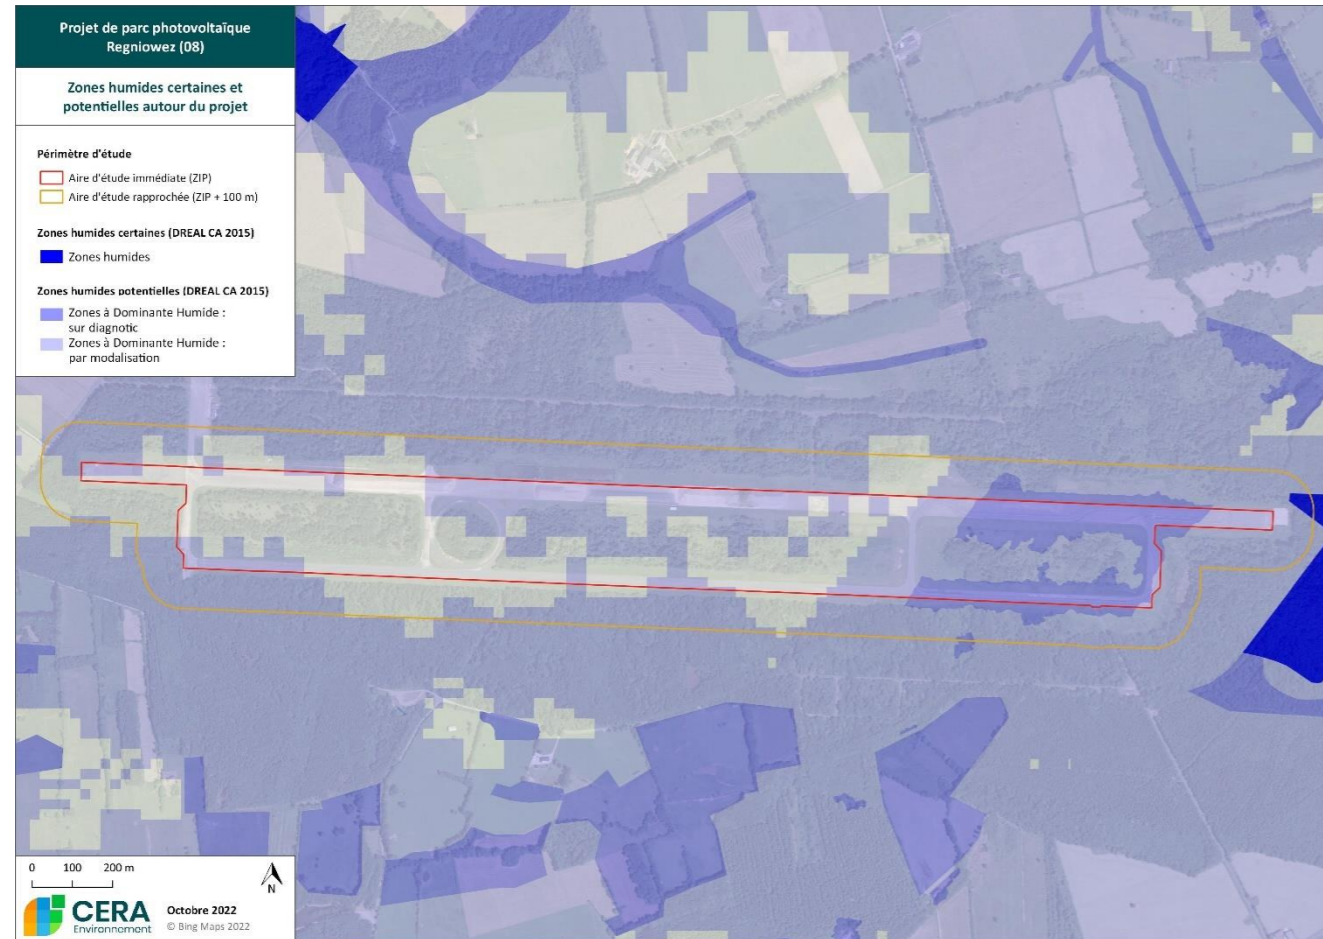 Projet de parc photovoltaïque
Regniowez (08)
Zones humides certaines et
potentielles autour du projet
Périmètre d'étude
Aire d'étude immédiate (ZIP)
Aire d'étude rapprochée (ZIP + 100 m)
Zones humides certaines (DREAL CA 2015)
Zones humides
Zones humides potentielles (DREAL CA 2015)
Zones à Dominante Humide :
sur diagnotic
Zones à Dominante Humide :
par modalisation
0 100 200 m
N
CERA
Environnement
Octobre 2022
© Bing Maps 2022